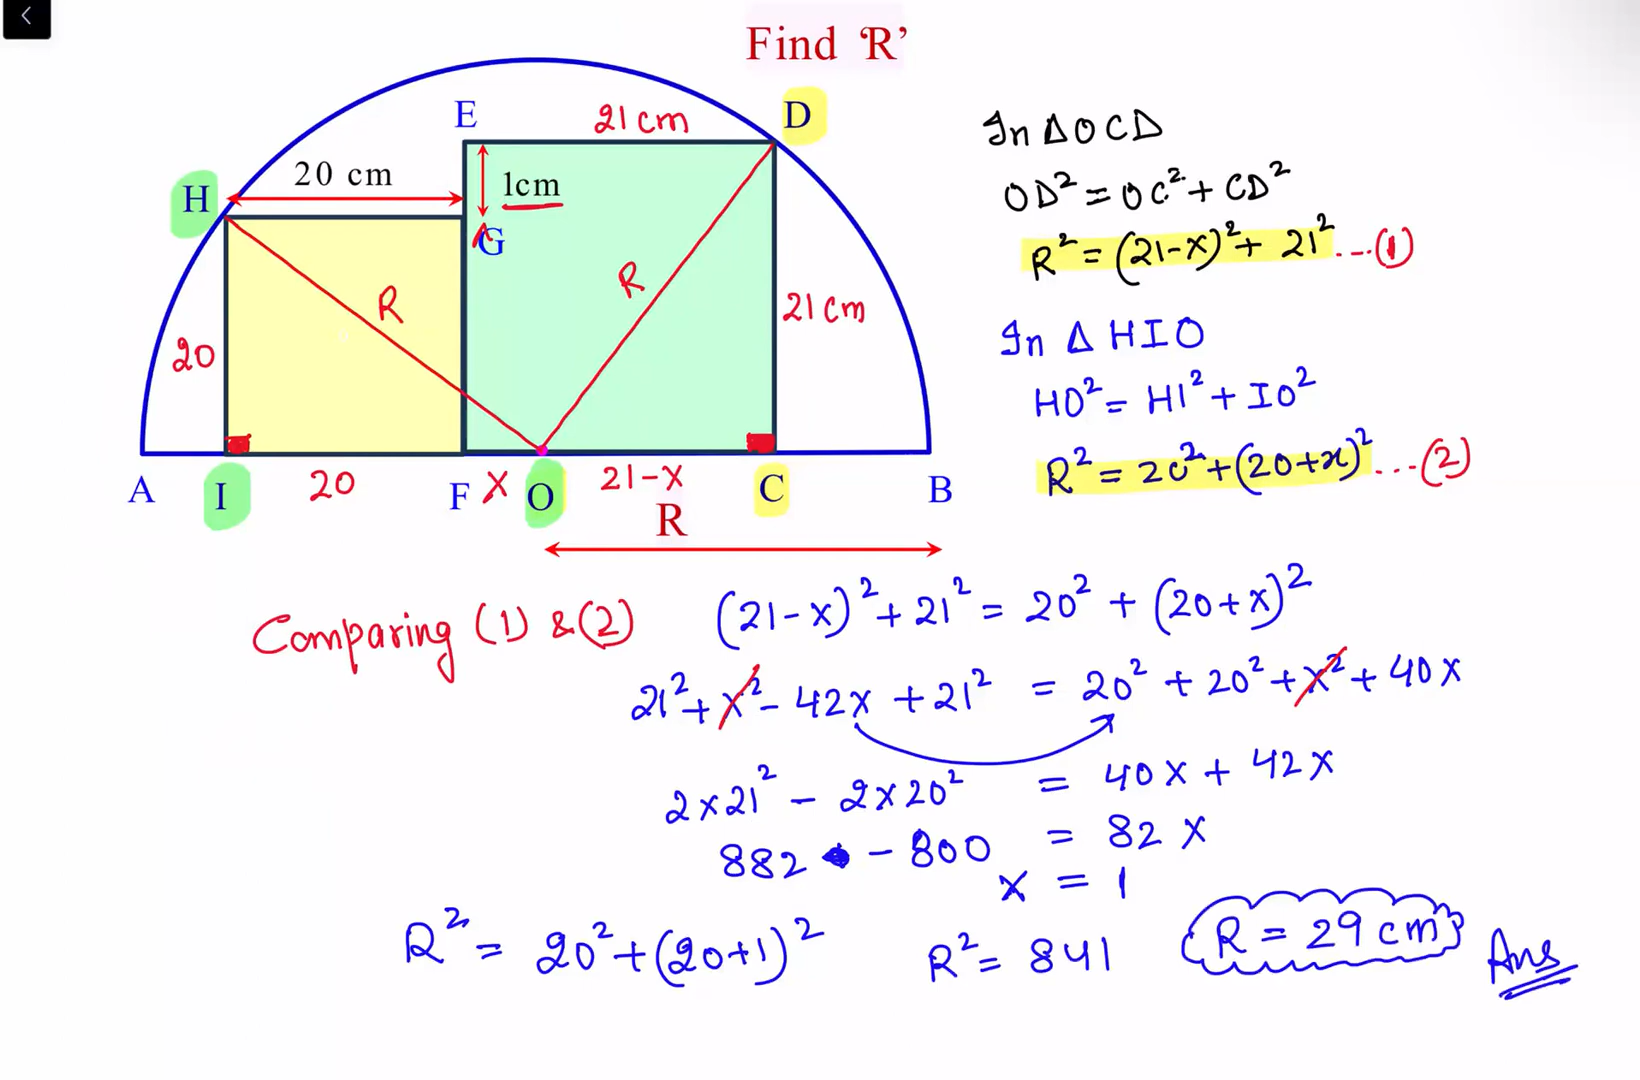 Find ‘R’
E
21 cm
D
20 cm
H
1cm
G
R
R
20
21 cm
A
I
20
F
x
O
21-x
C
B
R
In ΔOCD
OD² = OC² + CD²
R² = (21-x)² + 21² ...(1)
In Δ HIO
HO² = HI² + IO²
R² = 20² + (20+x)² ...(2)
Comparing (1) & (2)
(21-x)² + 21² = 20² + (20+x)²
21² + x² - 42x + 21² = 20² + 20² + x² + 40x
2×21² - 2×20² = 40x + 42x
882 - 800 = 82 x
x = 1
R² = 20² + (20+1)²
R² = 841
R = 29 cm
Ans